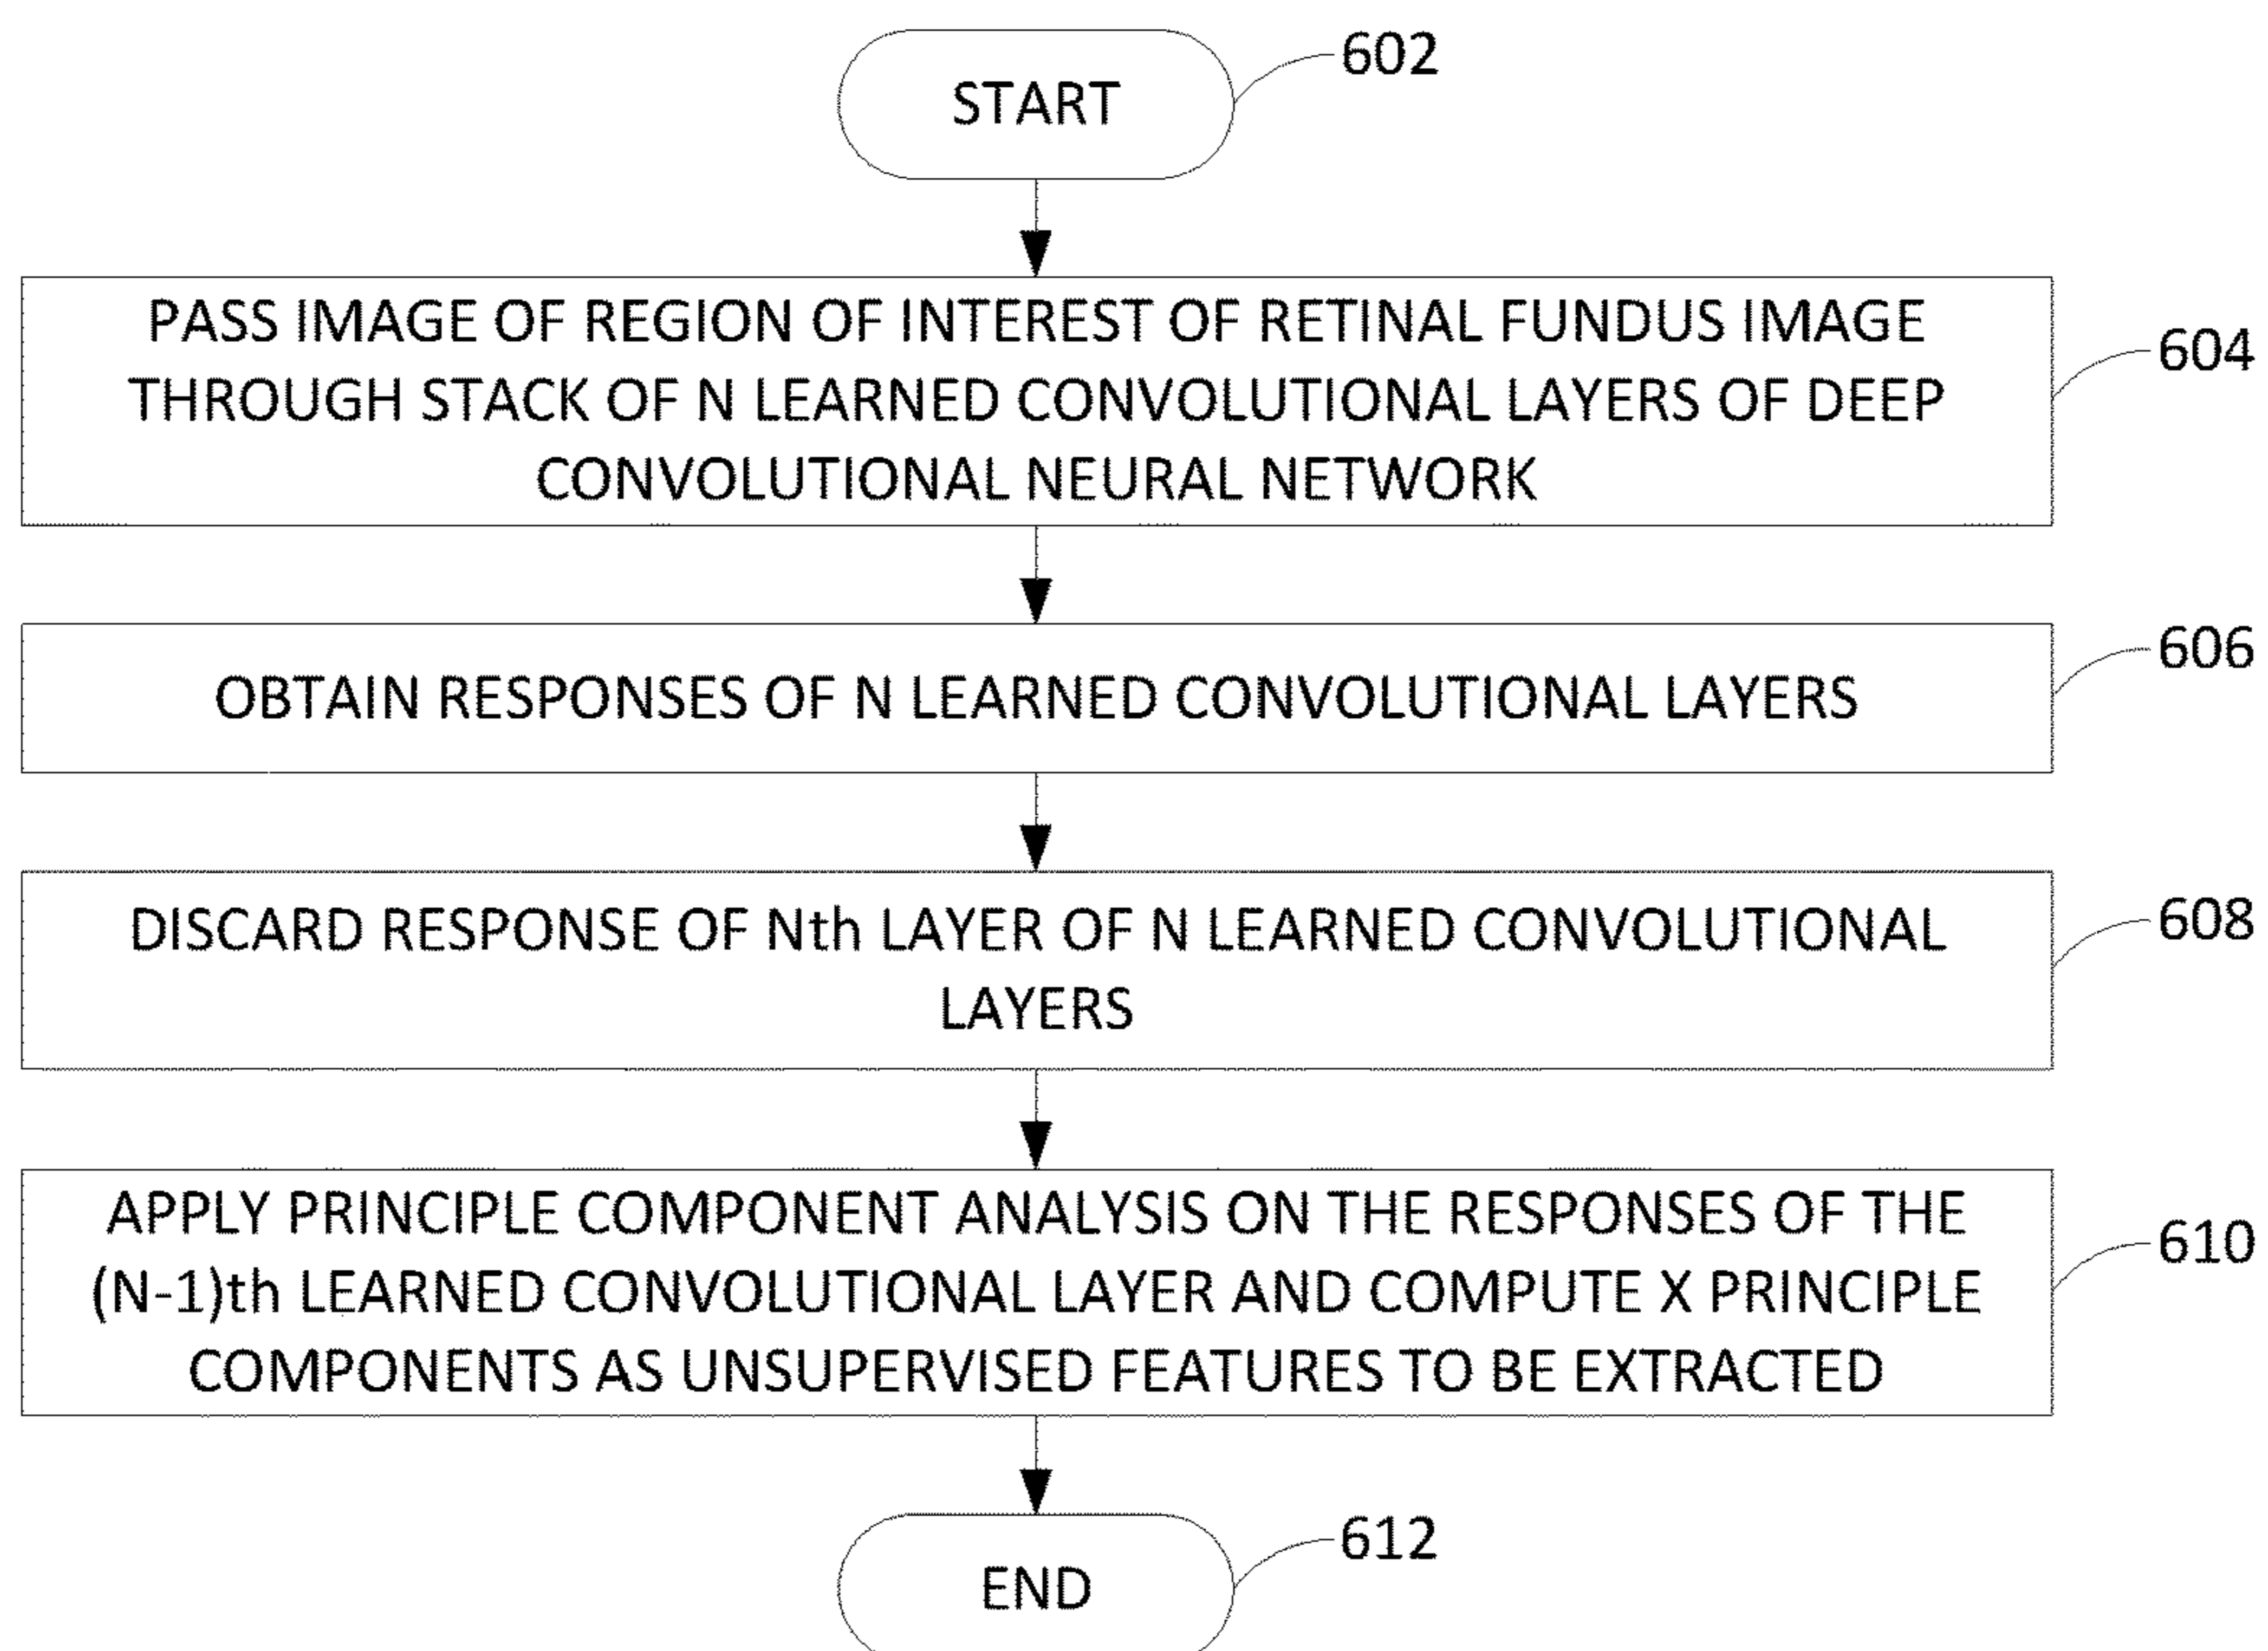 START
602
PASS IMAGE OF REGION OF INTEREST OF RETINAL FUNDUS IMAGE
THROUGH STACK OF N LEARNED CONVOLUTIONAL LAYERS OF DEEP
CONVOLUTIONAL NEURAL NETWORK
604
OBTAIN RESPONSES OF N LEARNED CONVOLUTIONAL LAYERS
606
DISCARD RESPONSE OF Nth LAYER OF N LEARNED CONVOLUTIONAL
LAYERS
608
APPLY PRINCIPLE COMPONENT ANALYSIS ON THE RESPONSES OF THE
(N-1)th LEARNED CONVOLUTIONAL LAYER AND COMPUTE X PRINCIPLE
COMPONENTS AS UNSUPERVISED FEATURES TO BE EXTRACTED
610
END
612